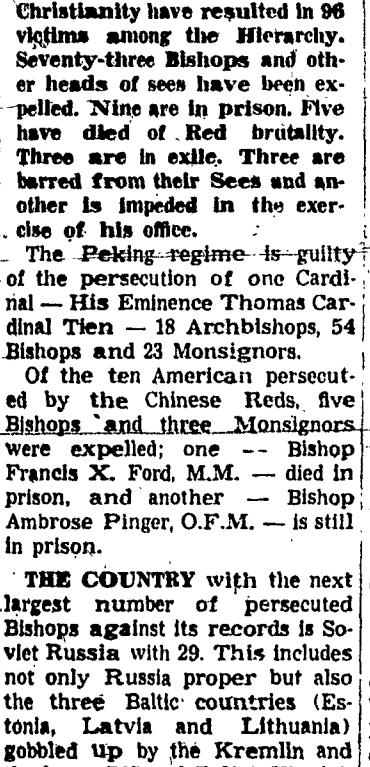 Christianity have resulted in 96
victims among the Hierarchy.
Seventy-three Bishops and oth-
er heads of sees have been ex-
pelled. Nine are in prison. Five
have died of Red brutality.
Three are in exile. Three are
barred from their Sees and an-
other is impeded in the exer-
cise of his office.
The Peking regime is guilty
of the persecution of one Cardi-
nal — His Eminence Thomas Car-
dinal Tien — 18 Archbishops, 54
Bishops and 23 Monsignors.
Of the ten American persecut-
ed by the Chinese Reds, five
Bishops and three Monsignors
were expelled; one -- Bishop
Francis X. Ford, M.M. — died in
prison, and another — Bishop
Ambrose Pinger, O.F.M. — is still
in prison.
THE COUNTRY with the next
largest number of persecuted
Bishops against its records is So-
viet Russia with 29. This includes
not only Russia proper but also
the three Baltic countries (Es-
tonia, Latvia and Lithuania)
gobbled up by the Kremlin and